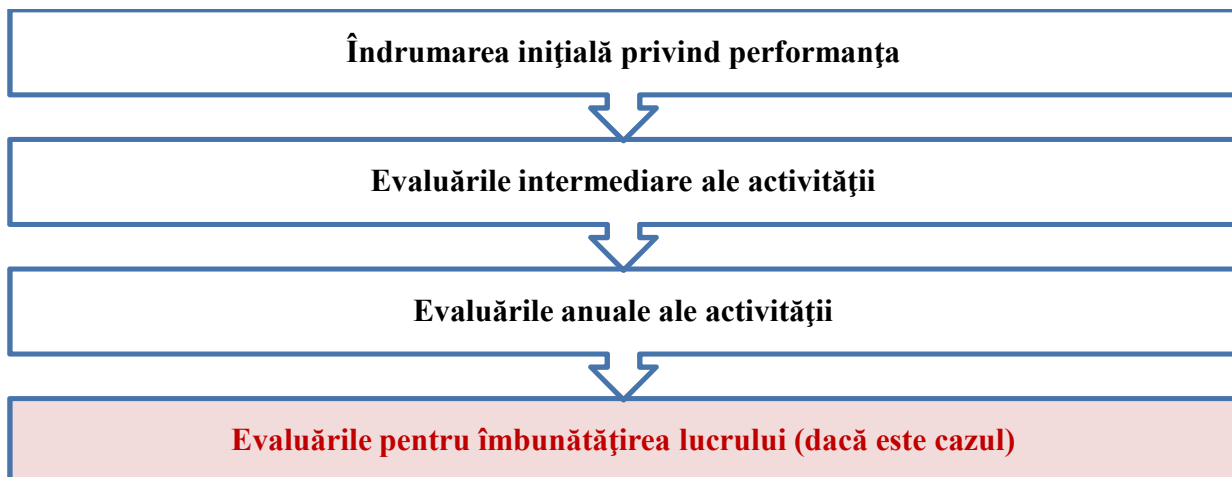 Îndrumarea iniţială privind performanţa
Evaluările intermediare ale activităţii
Evaluările anuale ale activităţii
Evaluările pentru îmbunătăţirea lucrului (dacă este cazul)